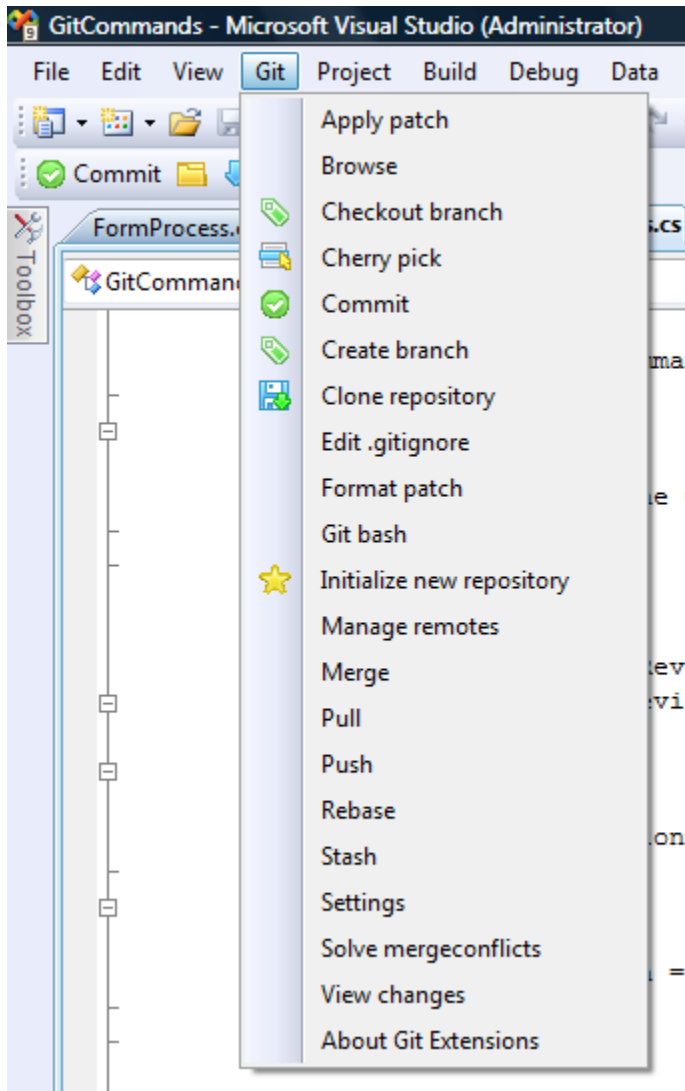 GitCommands - Microsoft Visual Studio (Administrator)
File Edit View Git Project Build Debug Data
Commit
FormProcess.
s.cs
Toolbox
GitCommand
Apply patch
Browse
Checkout branch
Cherry pick
Commit
Create branch
Clone repository
Edit .gitignore
Format patch
Git bash
Initialize new repository
Manage remotes
Merge
Pull
Push
Rebase
Stash
Settings
Solve mergeconflicts
View changes
About Git Extensions